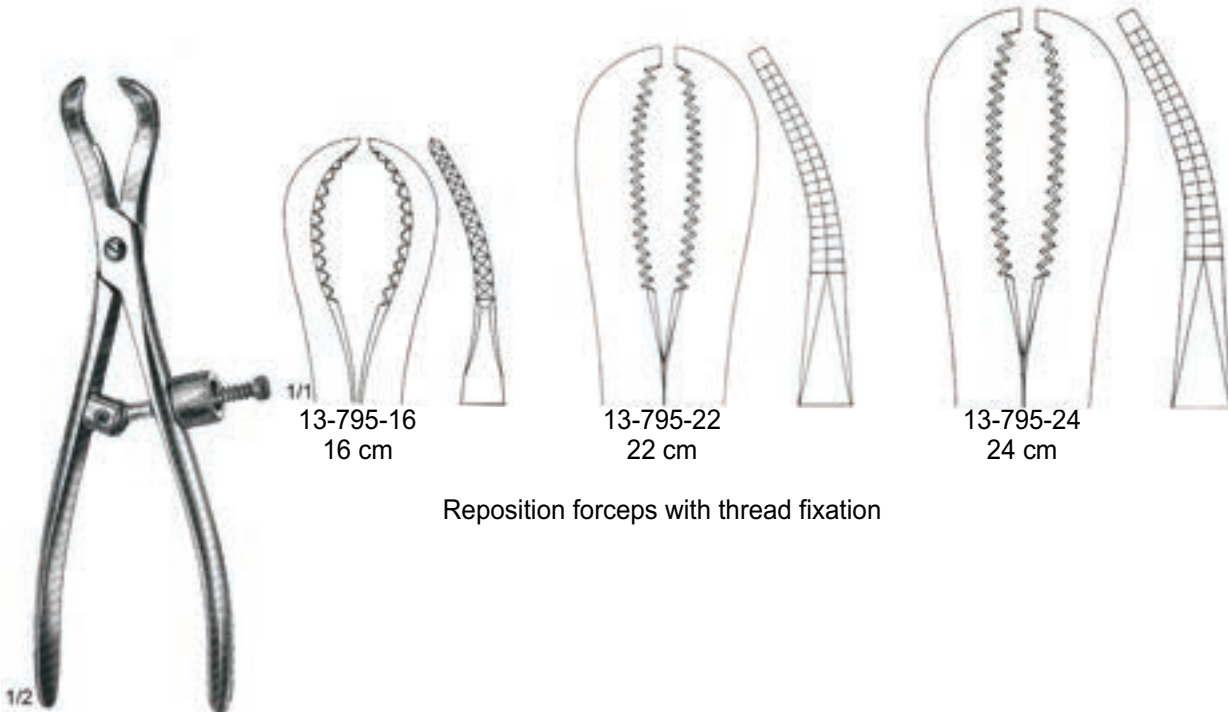 1/1
13-795-16
16 cm
13-795-22
22 cm
13-795-24
24 cm
Reposition forceps with thread fixation
1/2